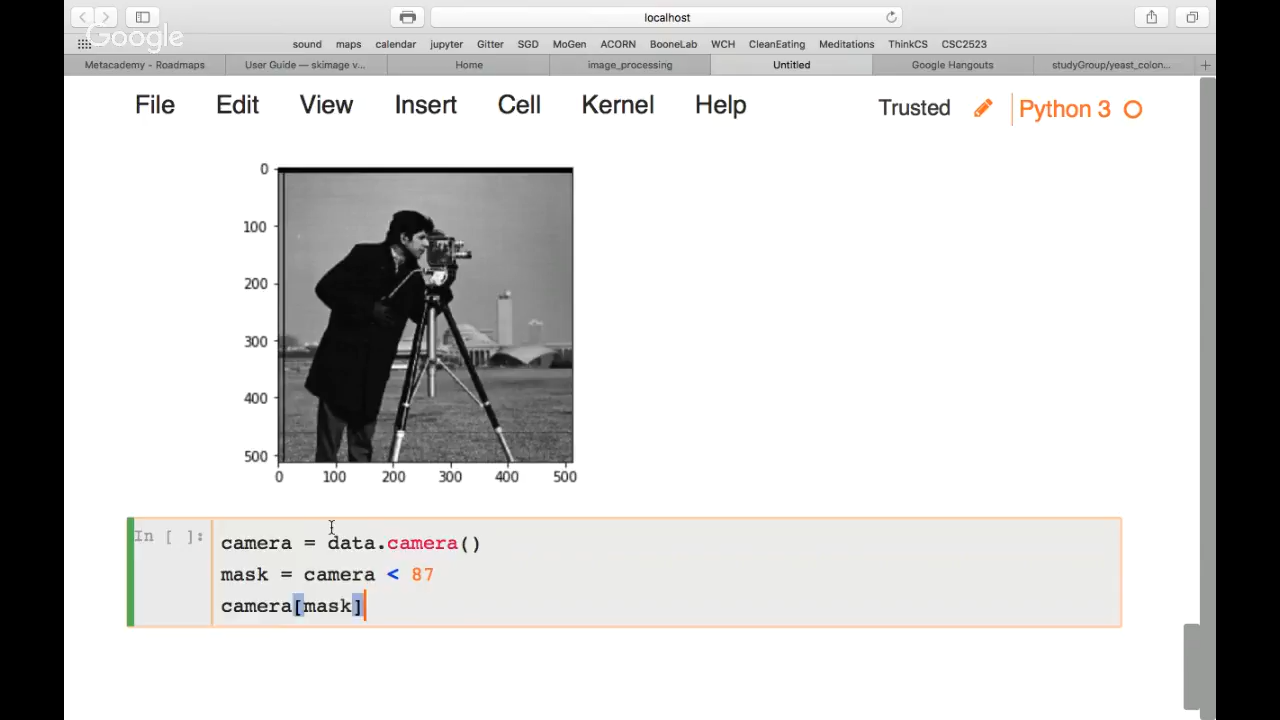 localhost
Google
sound maps calendar jupyter Gitter SGD MoGen ACORN BooneLab WCH CleanEating Meditations ThinkCS CSC2523
Metacademy - Roadmaps User Guide — skimage v... Home image_processing Untitled Google Hangouts studyGroup/yeast_colon...
File Edit View Insert Cell Kernel Help Trusted Python 3
0
100
200
300
400
500
0 100 200 300 400 500
In [ ]: camera = data.camera()
mask = camera < 87
camera[mask]